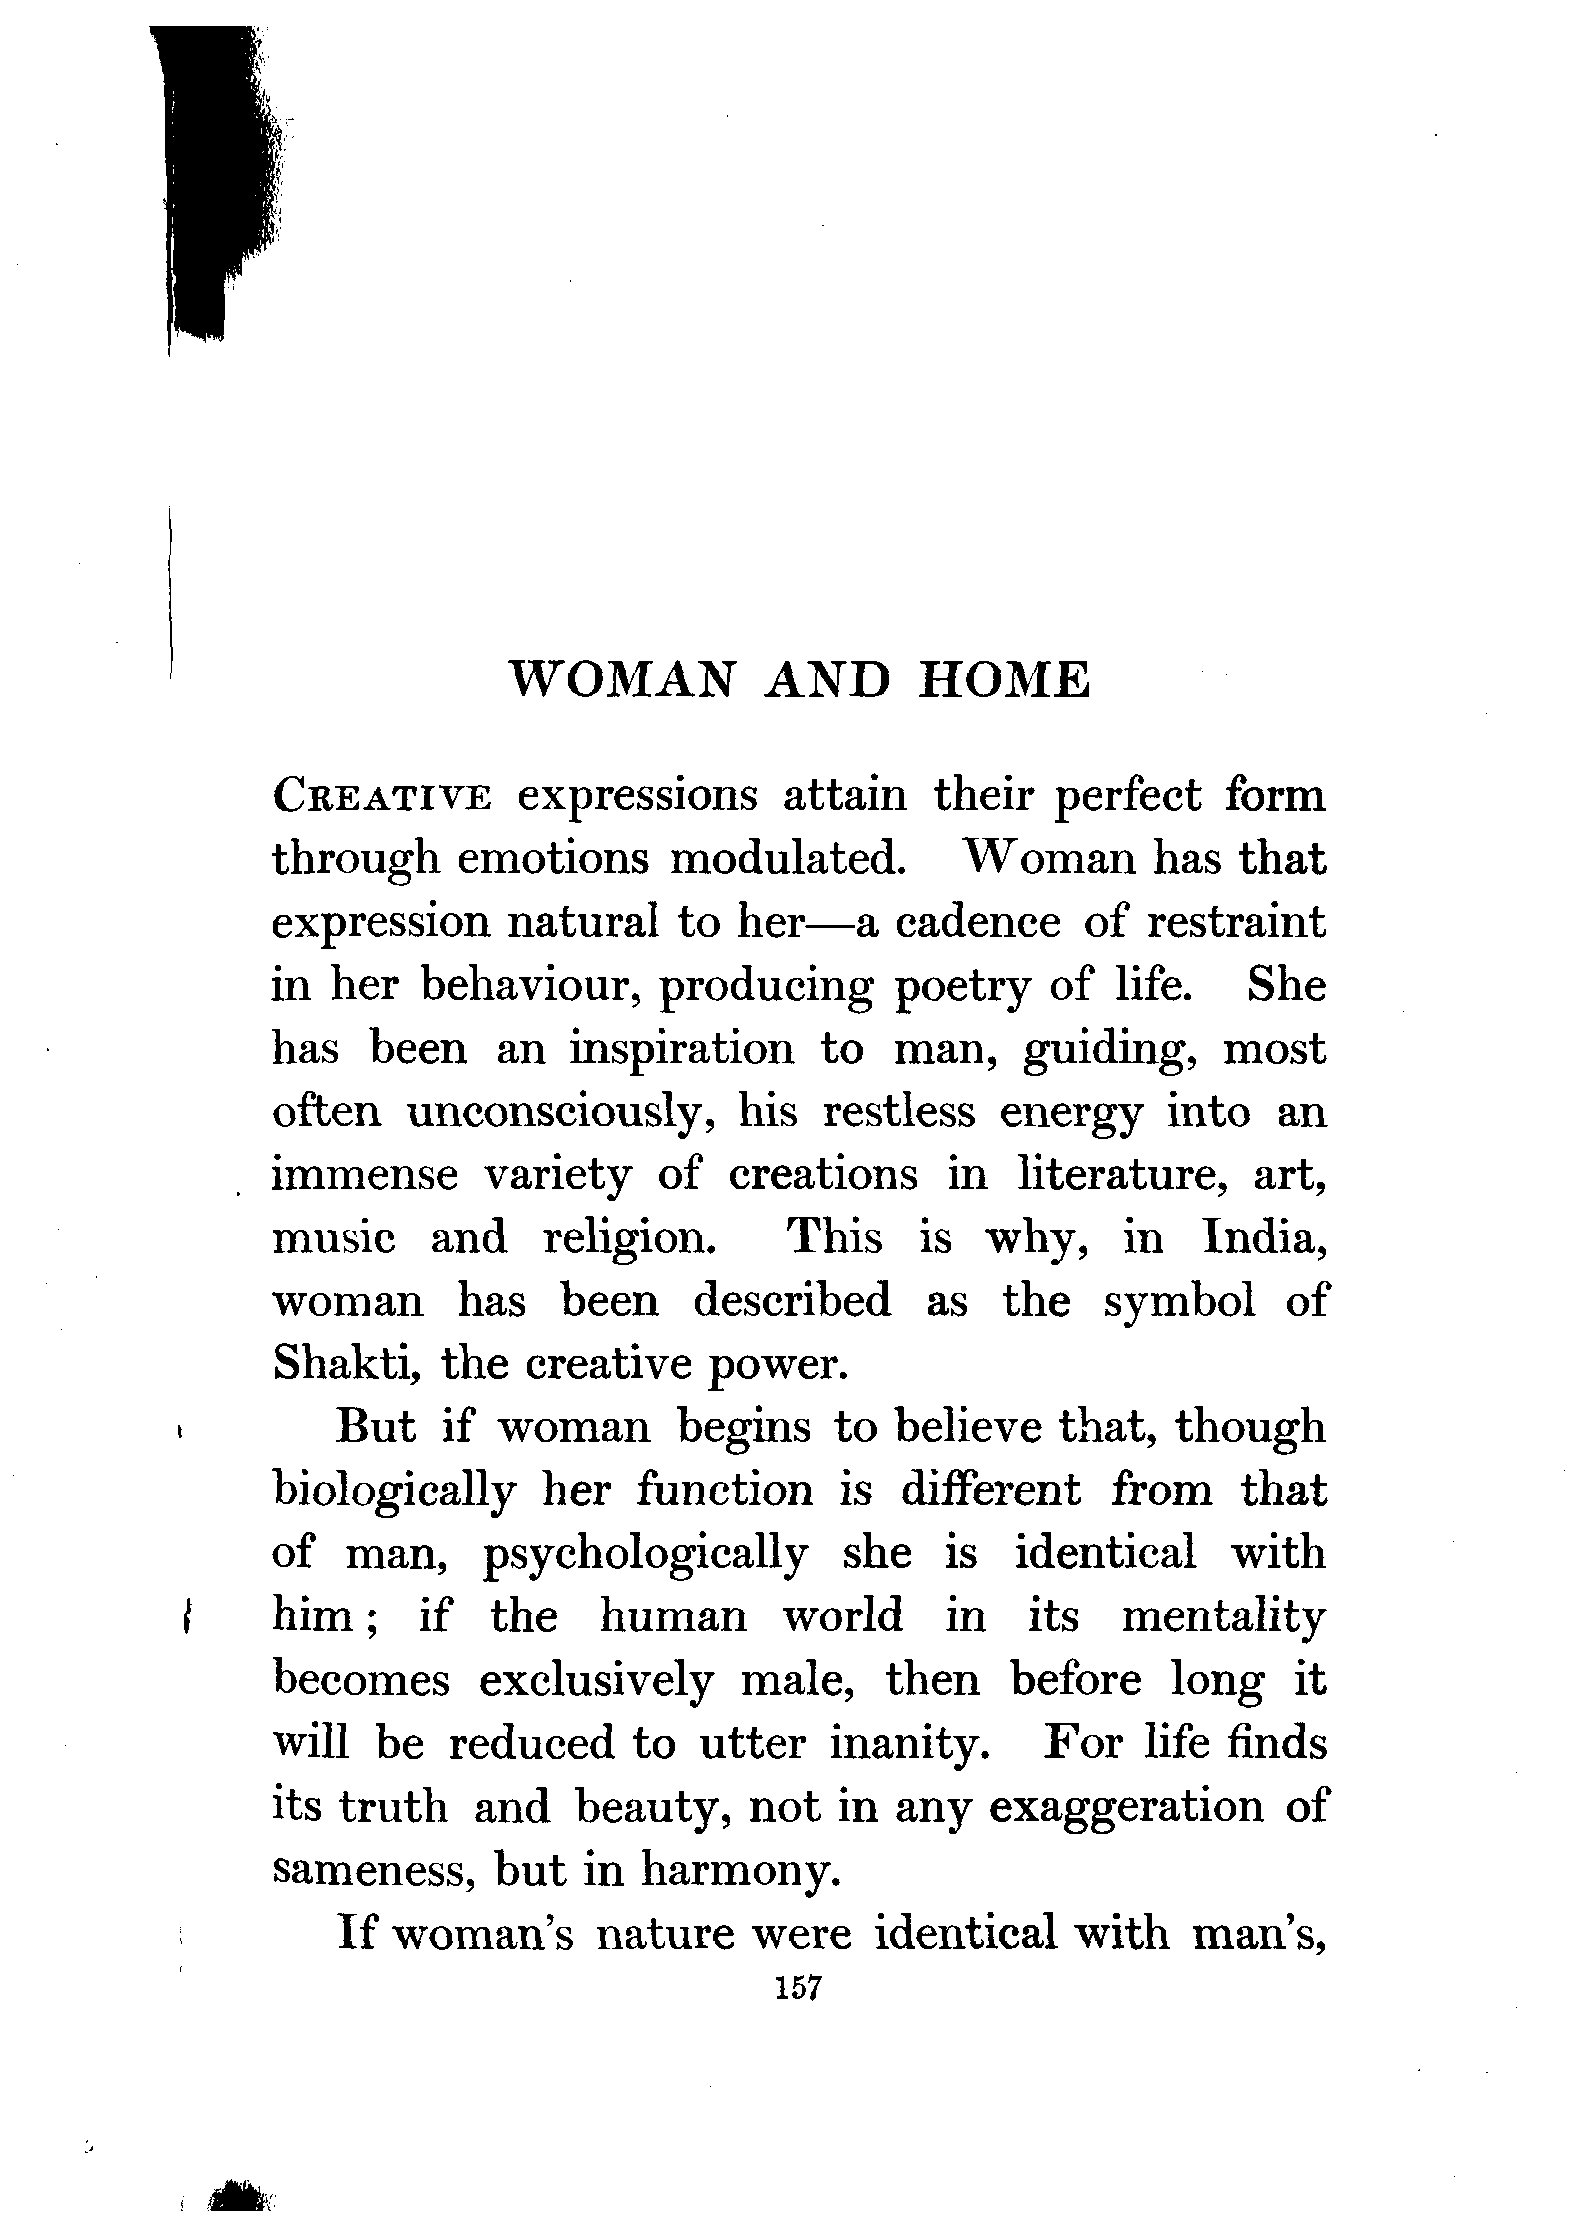 WOMAN AND HOME
CREATIVE expressions attain their perfect form
through emotions modulated. Woman has that
expression natural to her—a cadence of restraint
in her behaviour, producing poetry of life. She
has been an inspiration to man, guiding, most
often unconsciously, his restless energy into an
immense variety of creations in literature, art,
music and religion. This is why, in India,
woman has been described as the symbol of
Shakti, the creative power.
But if woman begins to believe that, though
biologically her function is different from that
of man, psychologically she is identical with
him ; if the human world in its mentality
becomes exclusively male, then before long it
will be reduced to utter inanity. For life finds
its truth and beauty, not in any exaggeration of
sameness, but in harmony.
If woman's nature were identical with man's,
157